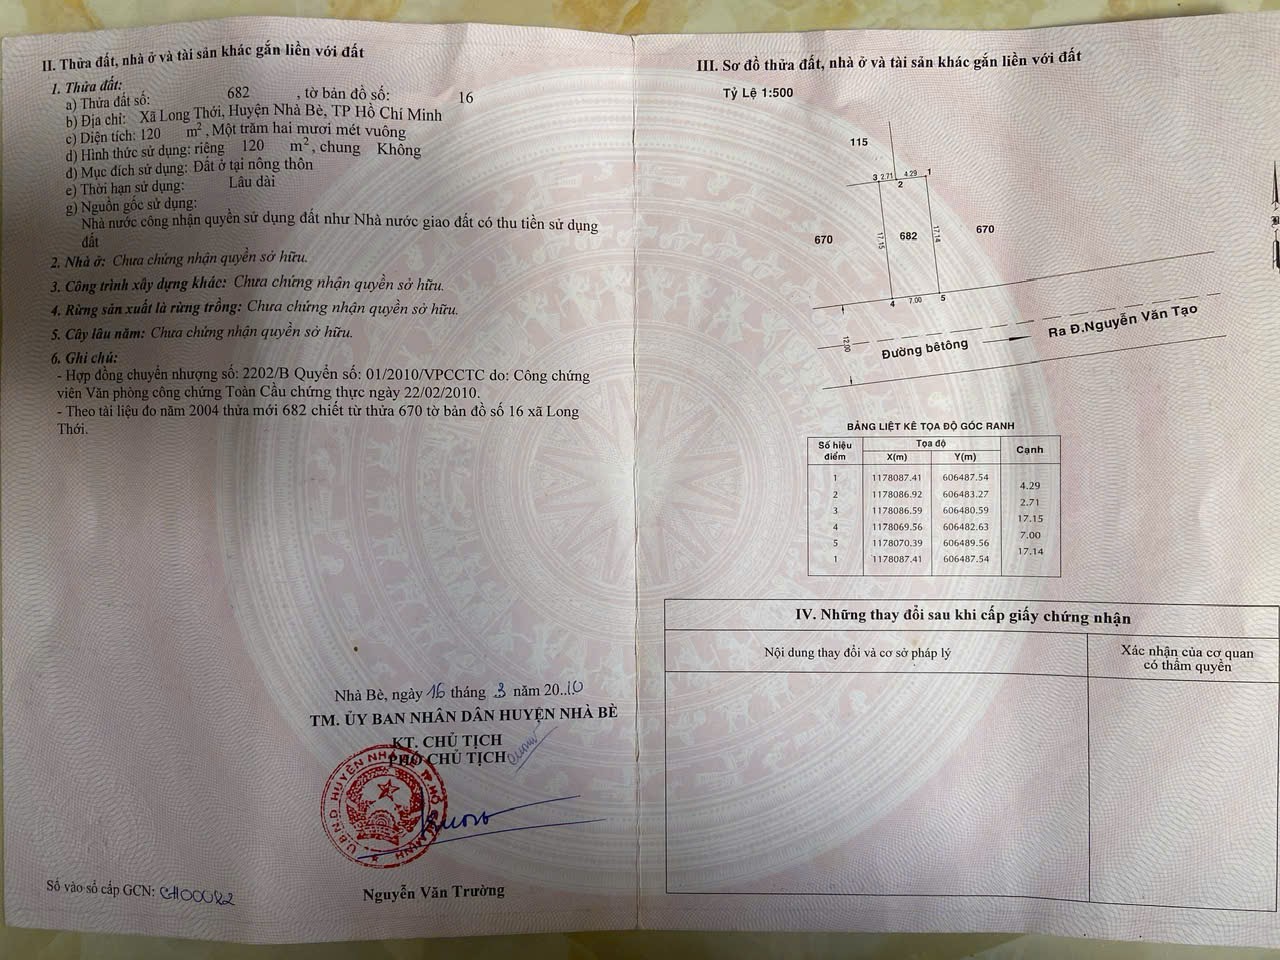 II. Thửa đất, nhà ở và tài sản khác gắn liền với đất
1. Thửa đất:
a) Thửa đất số: 682 , tờ bản đồ số: 16
b) Địa chỉ: Xã Long Thới, Huyện Nhà Bè, TP Hồ Chí Minh
c) Diện tích: 120 m², Một trăm hai mươi mét vuông
d) Hình thức sử dụng: riêng 120 m², chung Không
đ) Mục đích sử dụng: Đất ở tại nông thôn
e) Thời hạn sử dụng: Lâu dài
g) Nguồn gốc sử dụng:
Nhà nước công nhận quyền sử dụng đất như Nhà nước giao đất có thu tiền sử dụng
đất
2. Nhà ở: Chưa chứng nhận quyền sở hữu.
3. Công trình xây dựng khác: Chưa chứng nhận quyền sở hữu.
4. Rừng sản xuất là rừng trồng: Chưa chứng nhận quyền sở hữu.
5. Cây lâu năm: Chưa chứng nhận quyền sở hữu.
6. Ghi chú:
- Hợp đồng chuyển nhượng số: 2202/B Quyển số: 01/2010/VPCCTC do: Công chứng
viên Văn phòng công chứng Toàn Cầu chứng thực ngày 22/02/2010.
- Theo tài liệu đo năm 2004 thửa mới 682 chiết từ thửa 670 tờ bản đồ số 16 xã Long
Thới.
Nhà Bè, ngày 16 tháng 3 năm 20..10
TM. ỦY BAN NHÂN DÂN HUYỆN NHÀ BÈ
KT. CHỦ TỊCH
PHÓ CHỦ TỊCH
U.B.N.D HUYỆN NHÀ BÈ T.P HỒ CHÍ MINH
Nguyễn Văn Trường
Số vào sổ cấp GCN: CH00082
III. Sơ đồ thửa đất, nhà ở và tài sản khác gắn liền với đất
Tỷ Lệ 1:500
115
3 2.71 2 4.29 1
670 17.15 682 17.14 670
4 7.00 5
12.00
Đường bêtông
Ra Đ.Nguyễn Văn Tạo
BẢNG LIỆT KÊ TỌA ĐỘ GÓC RANH
Số hiệu điểm Tọa độ Cạnh
X(m) Y(m)
1 1178087.41 606487.54
4.29
2 1178086.92 606483.27
2.71
3 1178086.59 606480.59
17.15
4 1178069.56 606482.63
7.00
5 1178070.39 606489.56
17.14
1 1178087.41 606487.54
IV. Những thay đổi sau khi cấp giấy chứng nhận
Nội dung thay đổi và cơ sở pháp lý
Xác nhận của cơ quan
có thẩm quyền